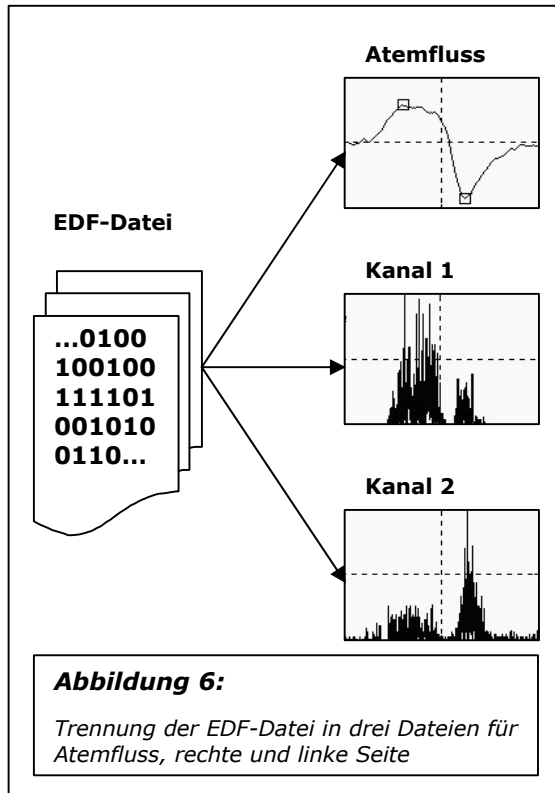 Atemfluss
EDF-Datei
...0100
100100
111101
001010
0110...
Kanal 1
Kanal 2
Abbildung 6:
Trennung der EDF-Datei in drei Dateien für
Atemfluss, rechte und linke Seite